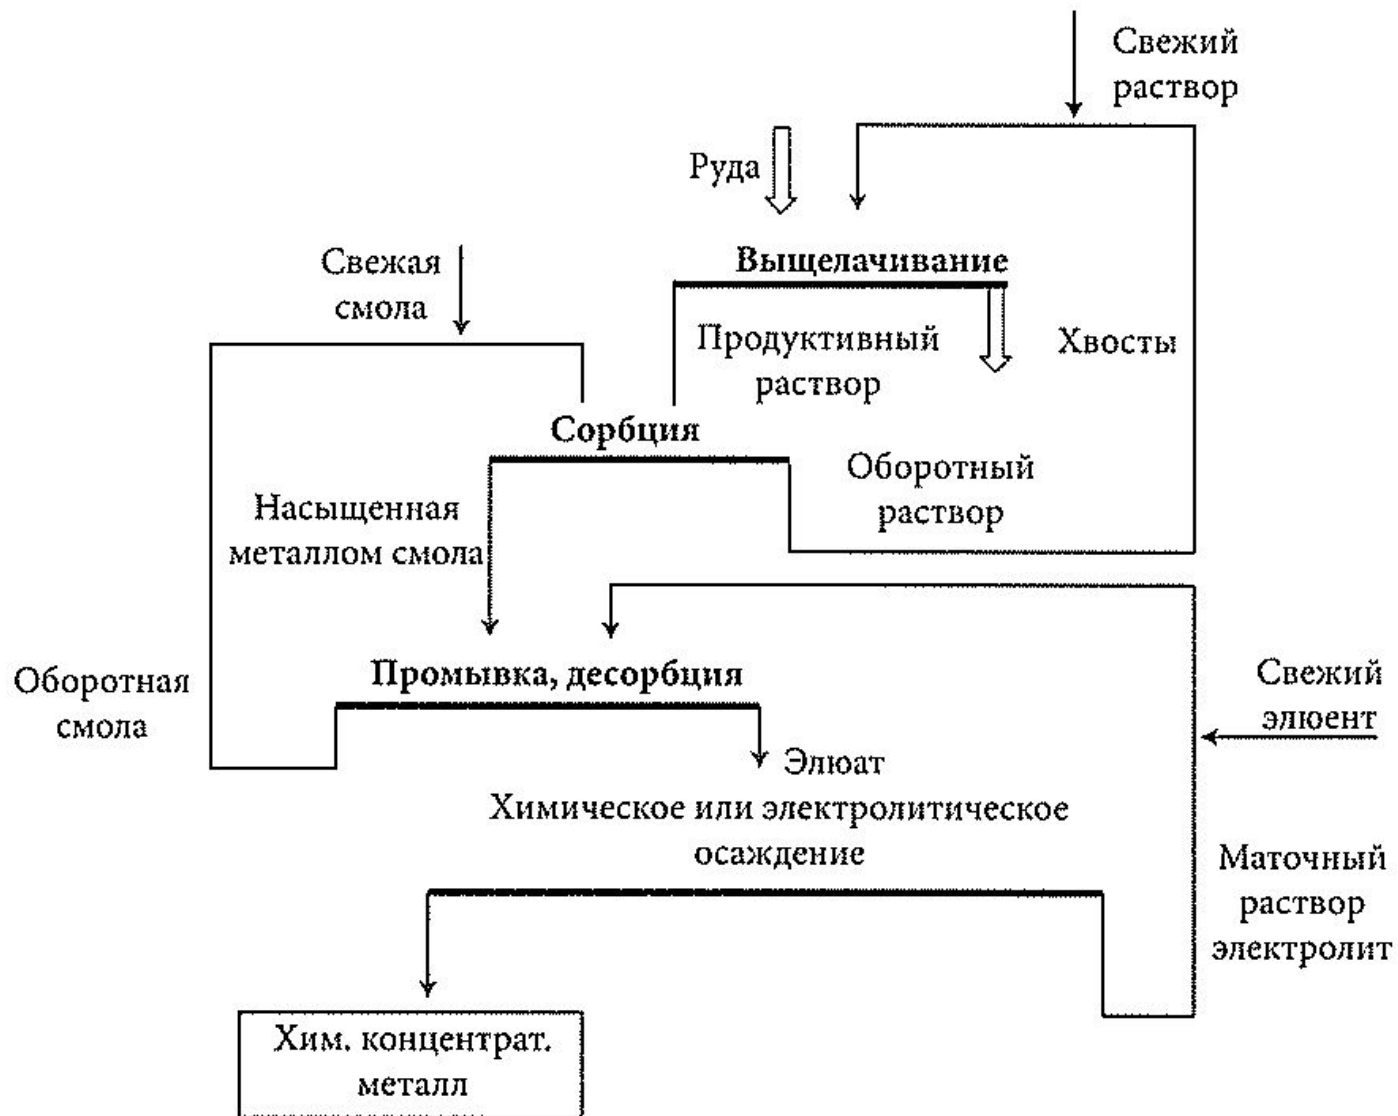 Свежий
раствор
Руда
Выщелачивание
Свежая
смола
Продуктивный
раствор
Хвосты
Сорбция
Оборотный
раствор
Насыщенная
металлом смола
Промывка, десорбция
Оборотная
смола
Свежий
элюент
Элюат
Химическое или электролитическое
осаждение
Маточный
раствор
электролит
Хим. концентрат.
металл